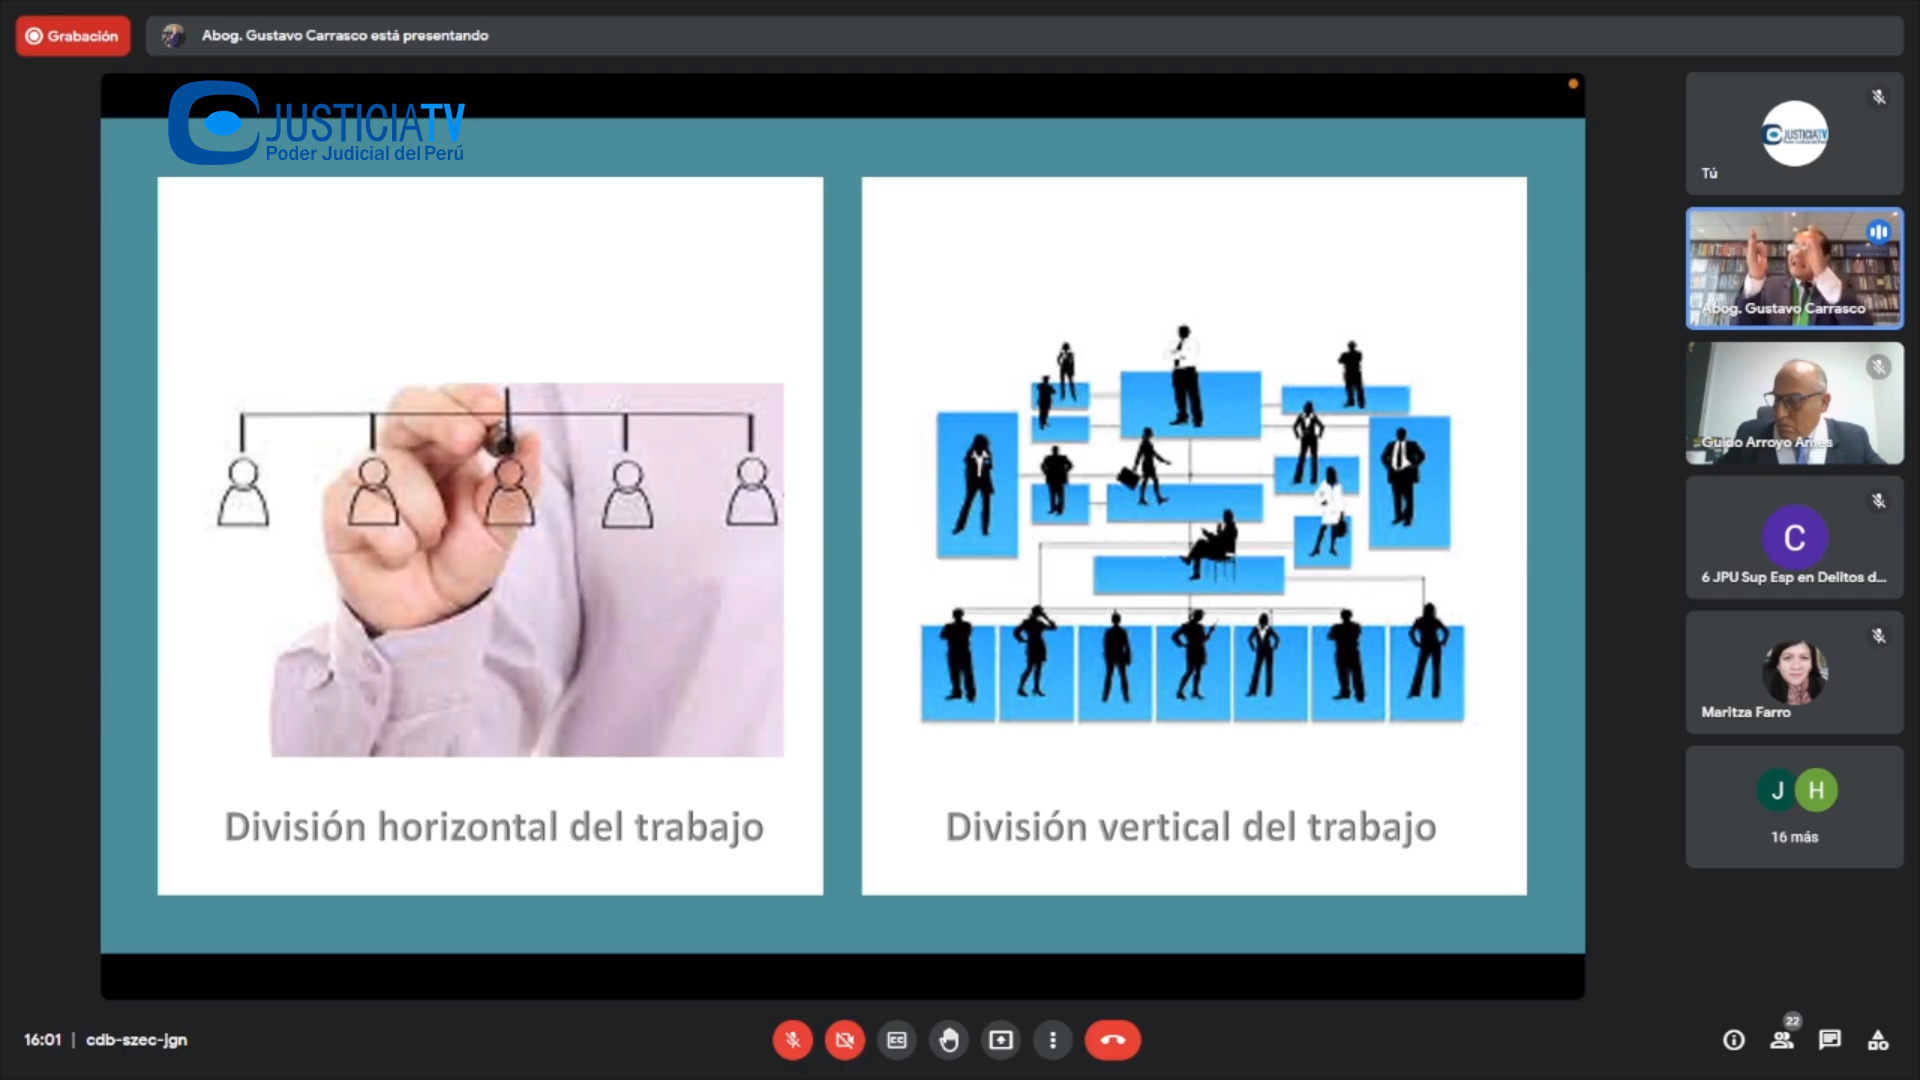 Grabación
Abog. Gustavo Carrasco está presentando
JUSTICIATV
Poder Judicial del Perú
División horizontal del trabajo
División vertical del trabajo
JUSTICIATV
Tú
Abog. Gustavo Carrasco
Guido Arroyo Ames
C
6 JPU Sup Esp en Delitos d...
Maritza Farro
J H
16 más
16:01 | cdb-szec-jgn
CC
22